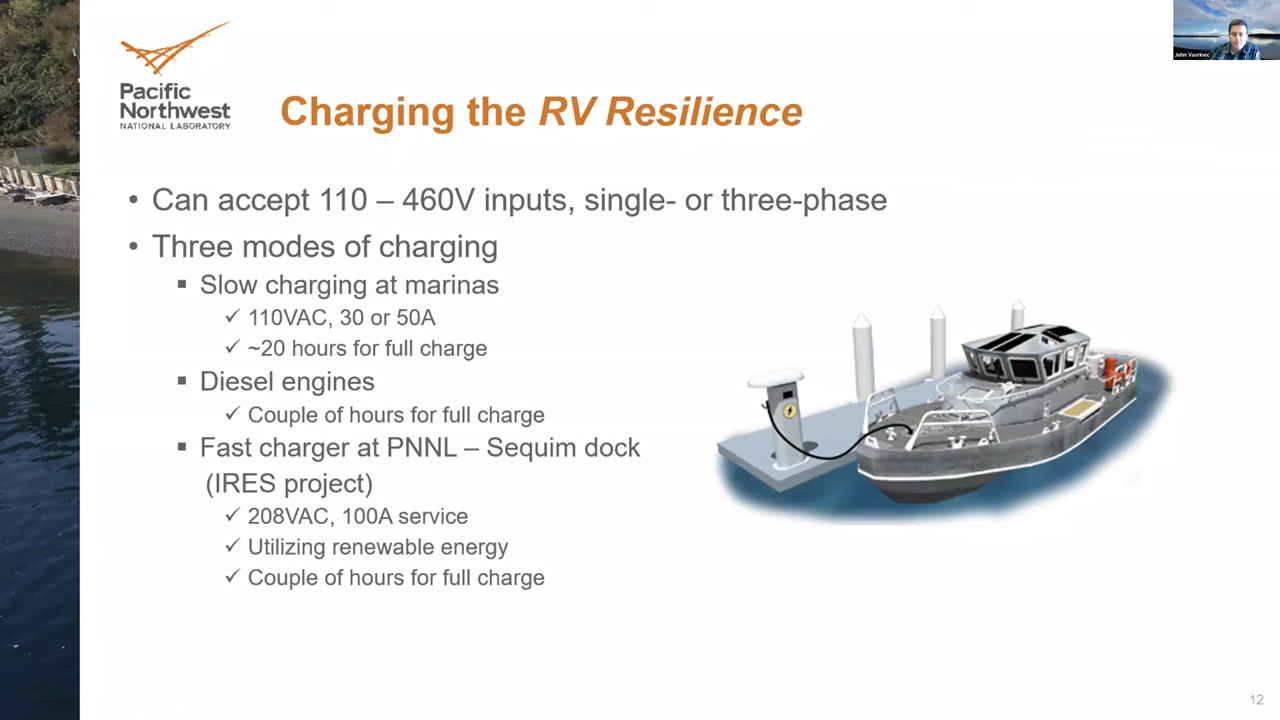 John Vavrinec
Pacific
Northwest
NATIONAL LABORATORY
Charging the RV Resilience
• Can accept 110 – 460V inputs, single- or three-phase
• Three modes of charging
▪ Slow charging at marinas
✓ 110VAC, 30 or 50A
✓ ~20 hours for full charge
▪ Diesel engines
✓ Couple of hours for full charge
▪ Fast charger at PNNL – Sequim dock
(IRES project)
✓ 208VAC, 100A service
✓ Utilizing renewable energy
✓ Couple of hours for full charge
12